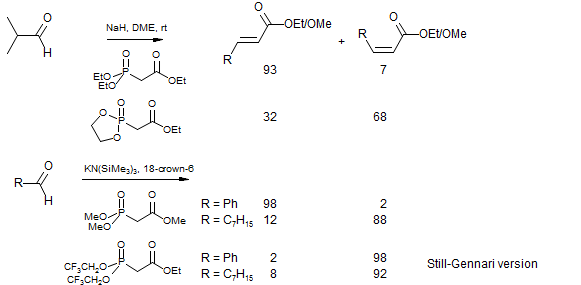 O
H
NaH, DME, rt
O
OEt/OMe
R
93
+
O
OEt/OMe
R
7
O O
EtO P OEt
EtO
O O O
P OEt
O
32 68
O
R
H
KN(SiMe₃)₃, 18-crown-6
O O
MeO P OMe
MeO
R = Ph 98 2
R = C₇H₁₅ 12 88
O O
CF₃CH₂O P OEt
CF₃CH₂O
R = Ph 2 98
R = C₇H₁₅ 8 92
Still-Gennari version